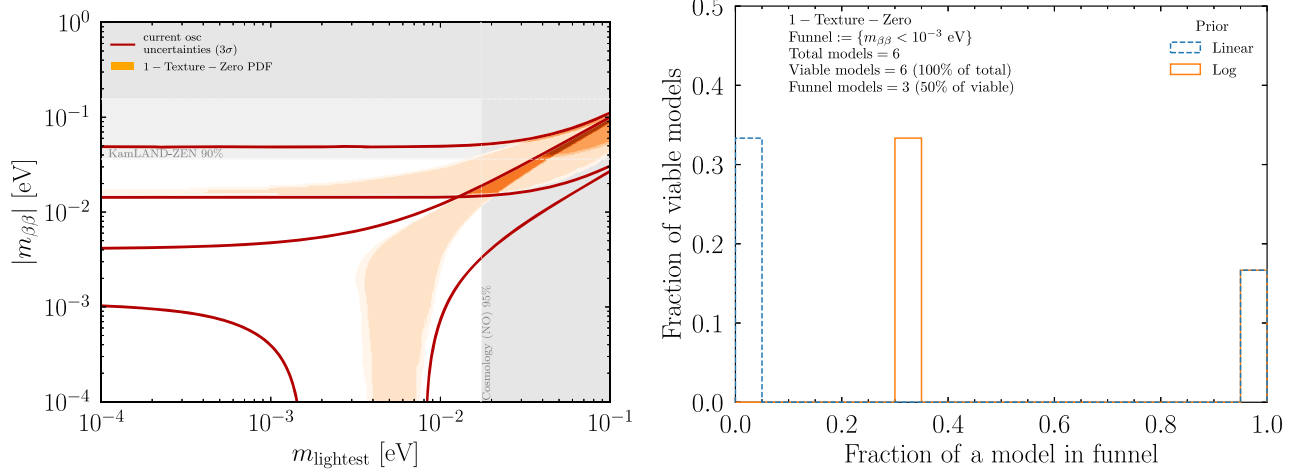 10⁰
10⁻¹
10⁻²
10⁻³
10⁻⁴
|mββ| [eV]
current osc
uncertainties (3σ)
1 − Texture − Zero PDF
KamLAND-ZEN 90%
Cosmology (NO) 95%
10⁻⁴
10⁻³
10⁻²
10⁻¹
m_lightest [eV]
0.5
0.4
0.3
0.2
0.1
0.0
Fraction of viable models
1 − Texture − Zero
Funnel := {mββ < 10⁻³ eV}
Total models = 6
Viable models = 6 (100% of total)
Funnel models = 3 (50% of viable)
Prior
Linear
Log
0.0
0.2
0.4
0.6
0.8
1.0
Fraction of a model in funnel